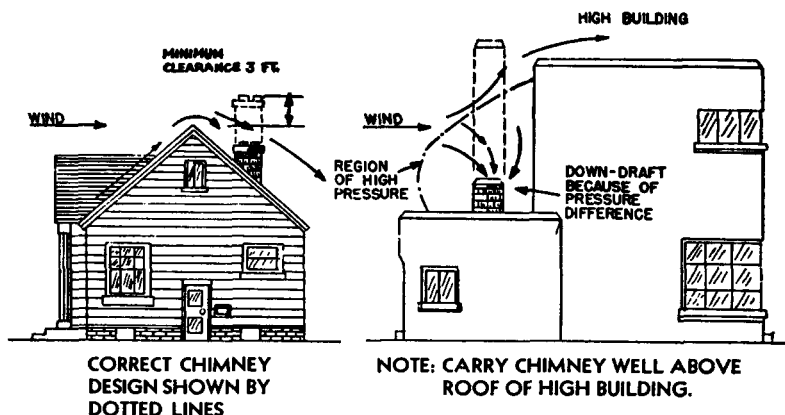 MINIMUM
CLEARANCE 3 FT.
WIND
REGION
OF HIGH
PRESSURE
CORRECT CHIMNEY
DESIGN SHOWN BY
DOTTED LINES
HIGH BUILDING
WIND
DOWN-DRAFT
BECAUSE OF
PRESSURE
DIFFERENCE
NOTE: CARRY CHIMNEY WELL ABOVE
ROOF OF HIGH BUILDING.